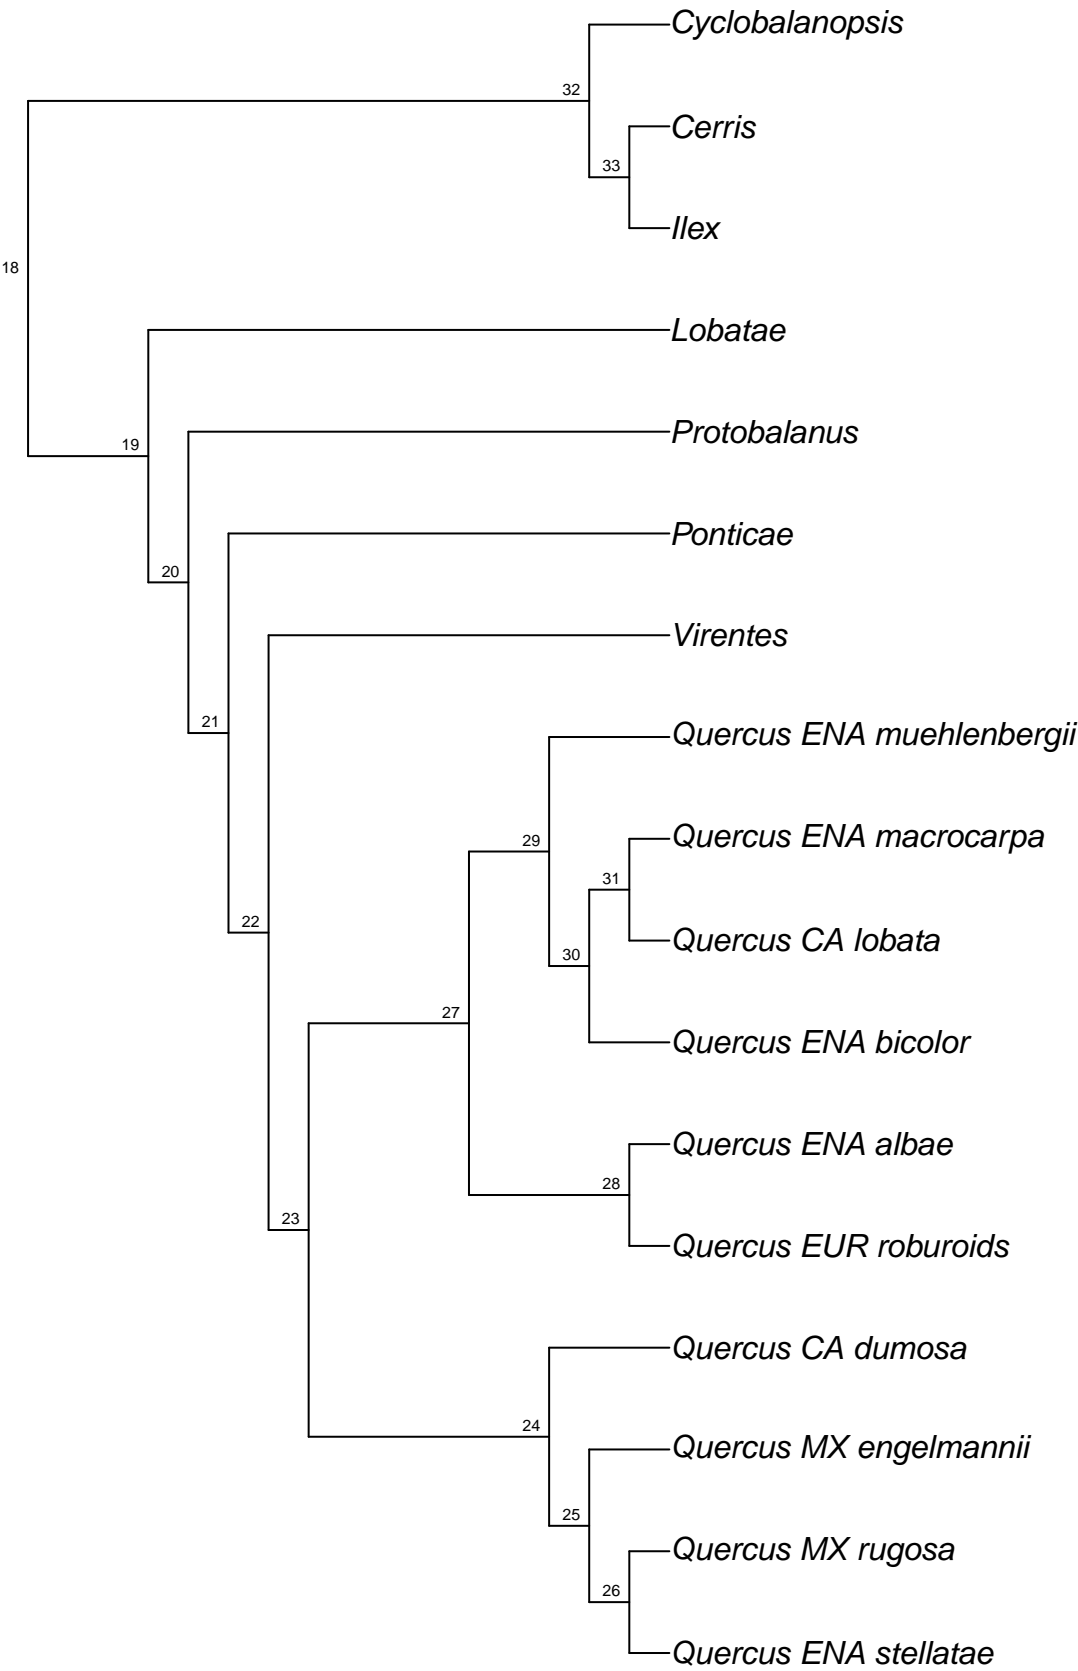 Cyclobalanopsis
32
Cerris
33
Ilex
18
Lobatae
Protobalanus
19
Ponticae
20
Virentes
21
Quercus ENA muehlenbergii
Quercus ENA macrocarpa
29
31
22
Quercus CA lobata
30
27
Quercus ENA bicolor
Quercus ENA albae
28
23
Quercus EUR roburoids
Quercus CA dumosa
24
Quercus MX engelmannii
25
Quercus MX rugosa
26
Quercus ENA stellatae